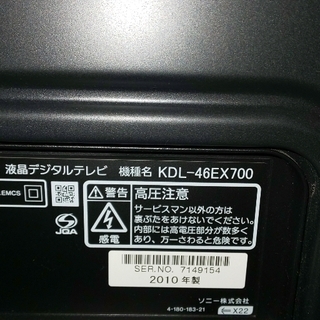 液晶デジタルテレビ 機種名 KDL-46EX700
EMCS
JQA
警告
感電
高圧注意
サービスマン以外の方は
裏ぶたをあけないでください。
内部には高電圧部分が数多く
あり、万一さわると危険です。
SER.NO. 7149154
2010 年製
ソニー株式会社
4-160-163-21
X22